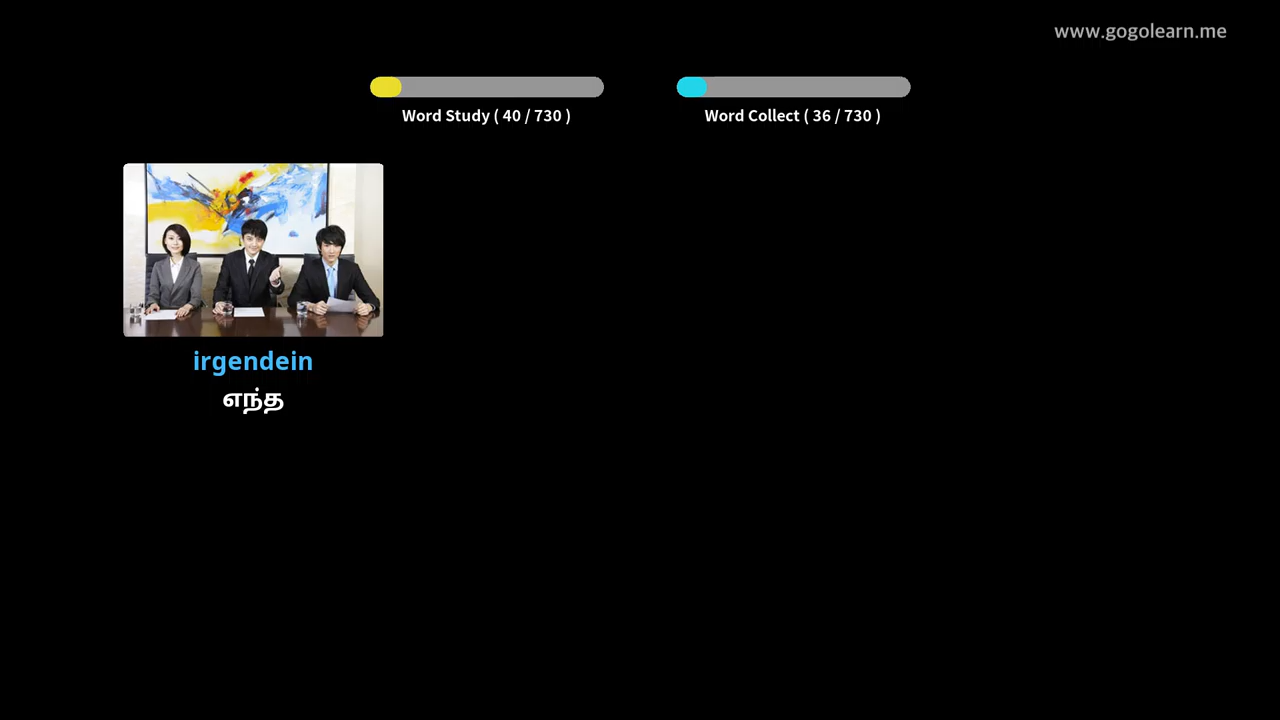 www.gogolearn.me
Word Study ( 40 / 730 )
Word Collect ( 36 / 730 )
irgendein
எந்த